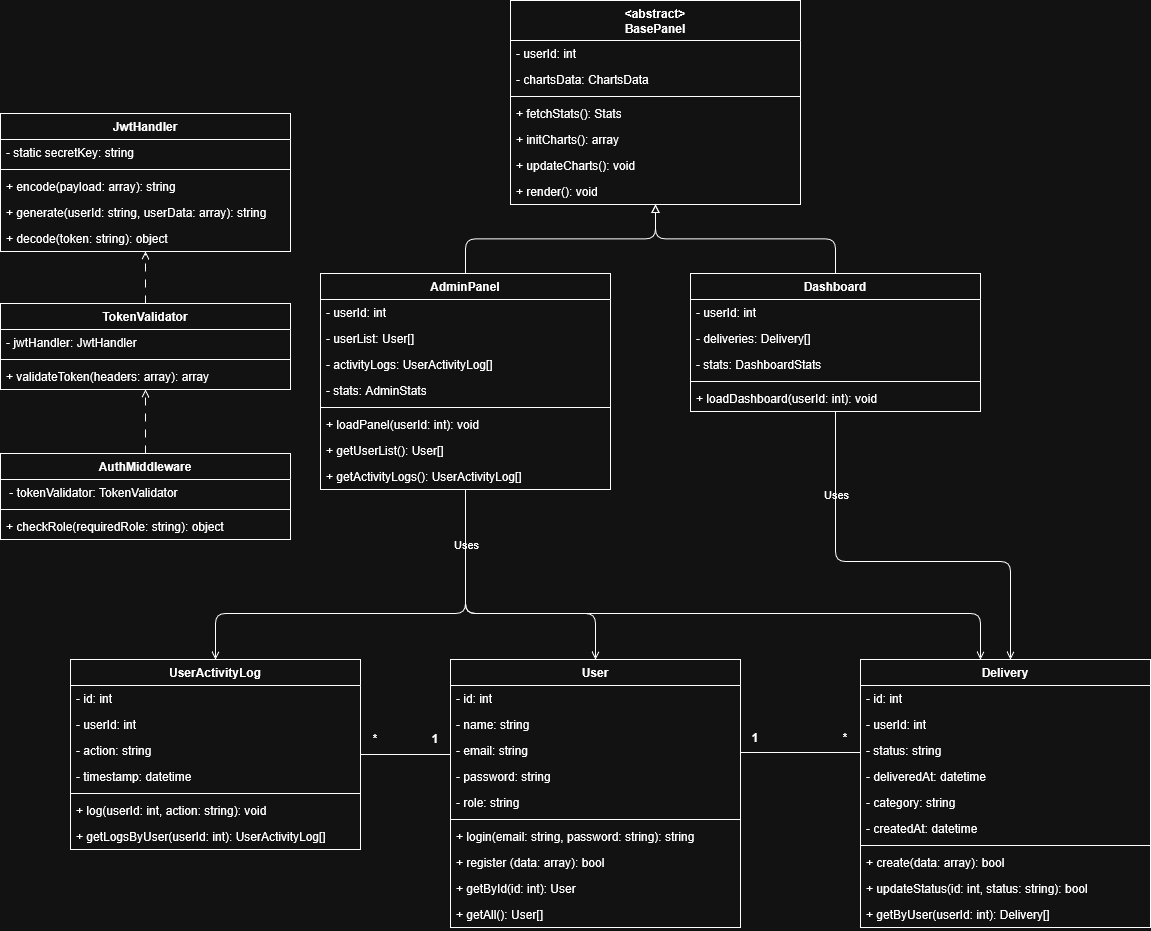 <abstract>
BasePanel
- userId: int
- chartsData: ChartsData
+ fetchStats(): Stats
+ initCharts(): array
+ updateCharts(): void
+ render(): void
JwtHandler
- static secretKey: string
+ encode(payload: array): string
+ generate(userId: string, userData: array): string
+ decode(token: string): object
TokenValidator
- jwtHandler: JwtHandler
+ validateToken(headers: array): array
AuthMiddleware
- tokenValidator: TokenValidator
+ checkRole(requiredRole: string): object
AdminPanel
- userId: int
- userList: User[]
- activityLogs: UserActivityLog[]
- stats: AdminStats
+ loadPanel(userId: int): void
+ getUserList(): User[]
+ getActivityLogs(): UserActivityLog[]
Dashboard
- userId: int
- deliveries: Delivery[]
- stats: DashboardStats
+ loadDashboard(userId: int): void
Uses
Uses
UserActivityLog
- id: int
- userId: int
- action: string
- timestamp: datetime
+ log(userId: int, action: string): void
+ getLogsByUser(userId: int): UserActivityLog[]
* 1
User
- id: int
- name: string
- email: string
- password: string
- role: string
+ login(email: string, password: string): string
+ register (data: array): bool
+ getById(id: int): User
+ getAll(): User[]
1 *
Delivery
- id: int
- userId: int
- status: string
- deliveredAt: datetime
- category: string
- createdAt: datetime
+ create(data: array): bool
+ updateStatus(id: int, status: string): bool
+ getByUser(userId: int): Delivery[]